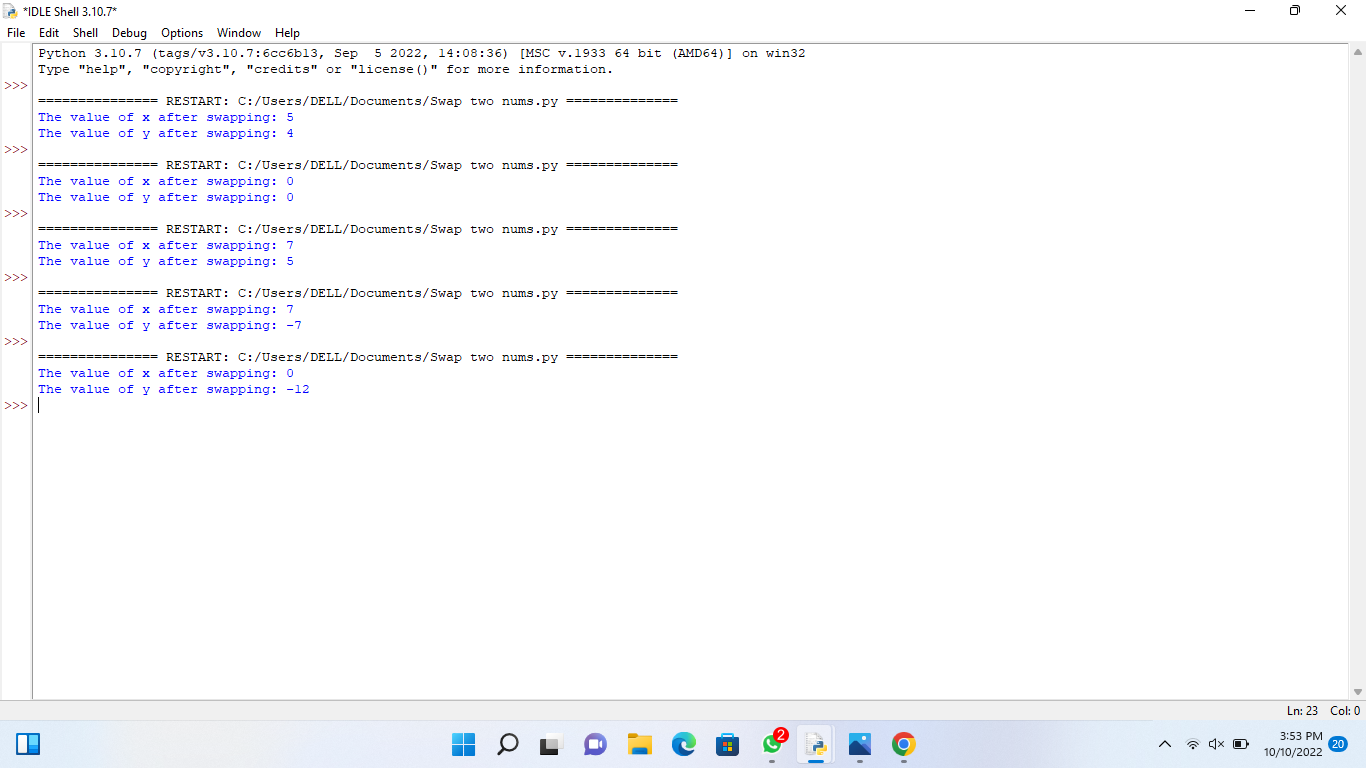 *IDLE Shell 3.10.7*
File Edit Shell Debug Options Window Help
Python 3.10.7 (tags/v3.10.7:6cc6b13, Sep  5 2022, 14:08:36) [MSC v.1933 64 bit (AMD64)] on win32
Type "help", "copyright", "credits" or "license()" for more information.
>>>
=============== RESTART: C:/Users/DELL/Documents/Swap two nums.py ==============
The value of x after swapping: 5
The value of y after swapping: 4
>>>
=============== RESTART: C:/Users/DELL/Documents/Swap two nums.py ==============
The value of x after swapping: 0
The value of y after swapping: 0
>>>
=============== RESTART: C:/Users/DELL/Documents/Swap two nums.py ==============
The value of x after swapping: 7
The value of y after swapping: 5
>>>
=============== RESTART: C:/Users/DELL/Documents/Swap two nums.py ==============
The value of x after swapping: 7
The value of y after swapping: -7
>>>
=============== RESTART: C:/Users/DELL/Documents/Swap two nums.py ==============
The value of x after swapping: 0
The value of y after swapping: -12
>>>
Ln: 23 Col: 0
2
3:53 PM
10/10/2022
20